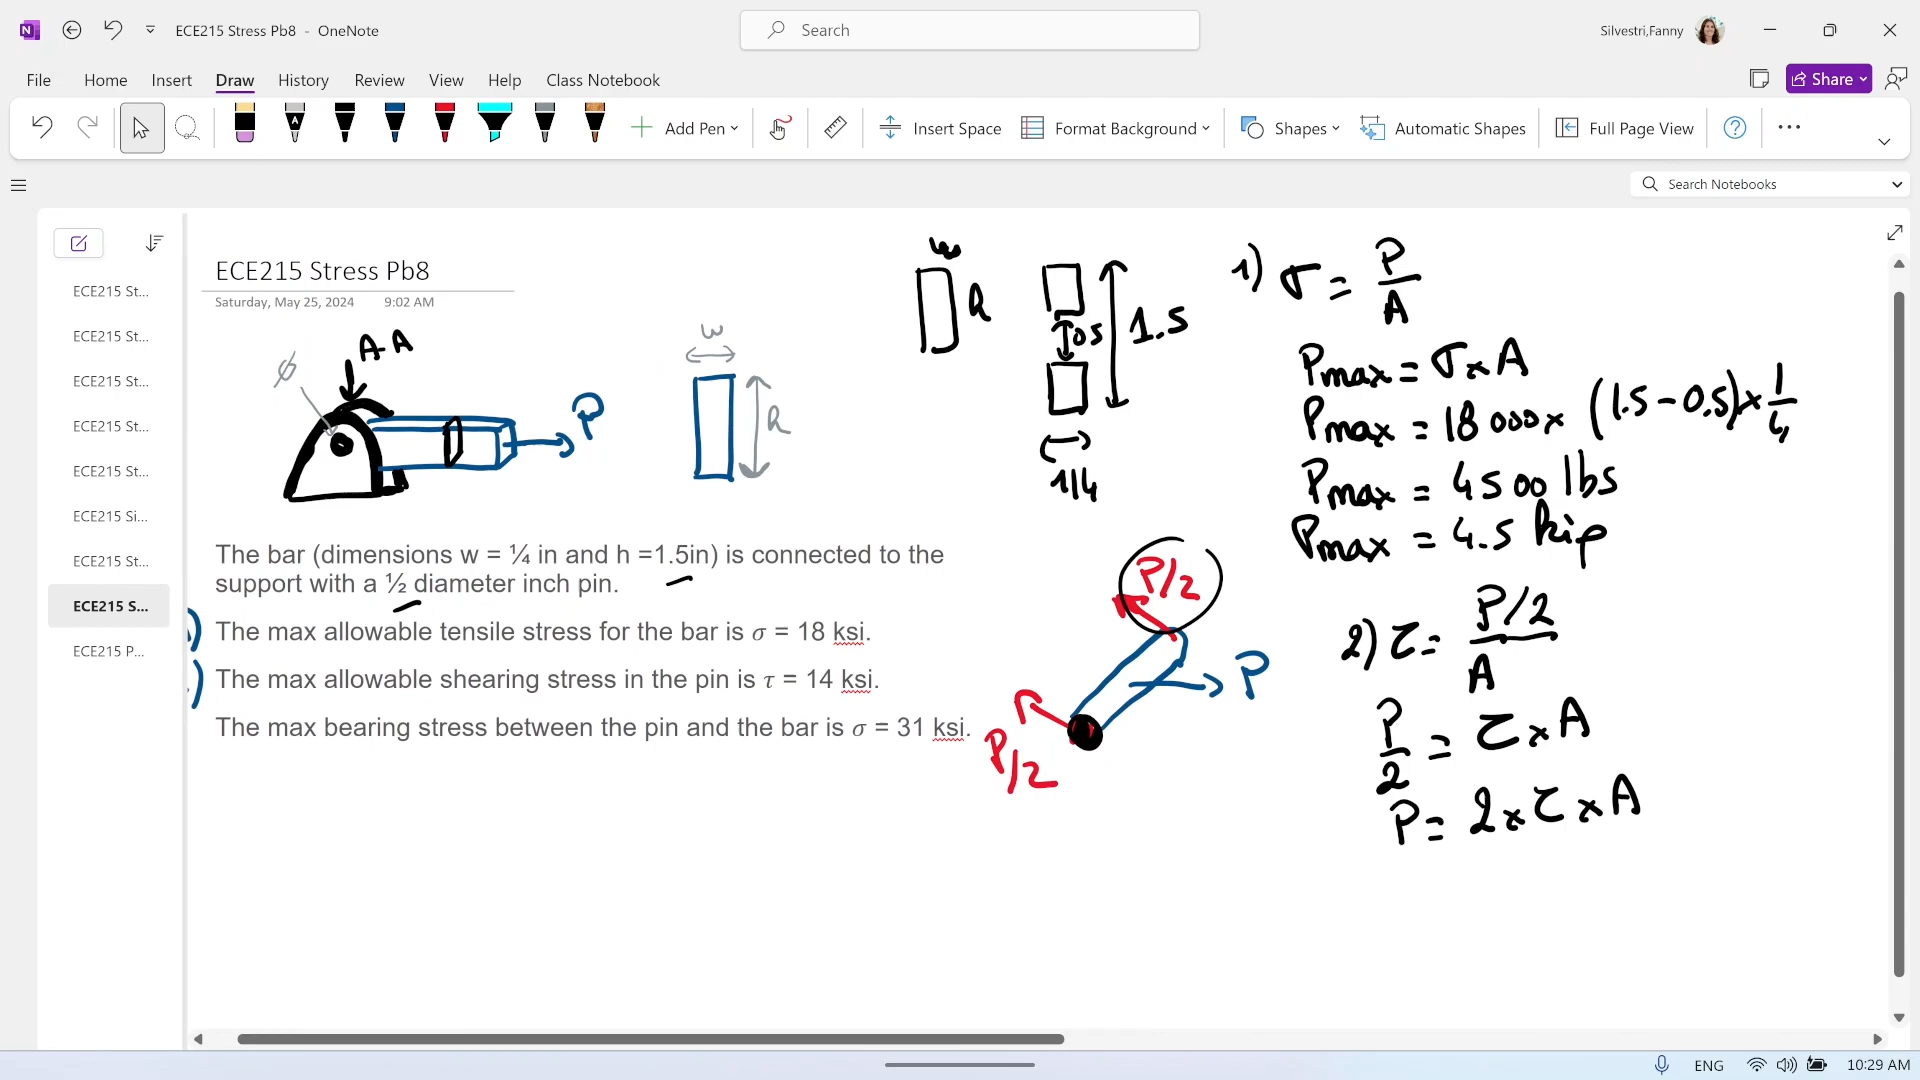 ECE215 Stress Pb8 - OneNote
Search
Silvestri,Fanny
File Home Insert Draw History Review View Help Class Notebook
Share
Add Pen
Insert Space
Format Background
Shapes
Automatic Shapes
Full Page View
Search Notebooks
ECE215 St...
ECE215 St...
ECE215 St...
ECE215 St...
ECE215 St...
ECE215 Si...
ECE215 St...
ECE215 S...
ECE215 P...
ECE215 Stress Pb8
Saturday, May 25, 2024 9:02 AM
A-A
ϕ
P
w
h
The bar (dimensions w = ¼ in and h =1.5in) is connected to the
support with a ½ diameter inch pin.
The max allowable tensile stress for the bar is σ = 18 ksi.
The max allowable shearing stress in the pin is τ = 14 ksi.
The max bearing stress between the pin and the bar is σ = 31 ksi.
w
h
0.5
1.5
1/4
P/2
P
P/2
1) σ = P/A
Pmax = σ x A
Pmax = 18 000 x (1.5 - 0.5) x 1/4
Pmax = 4500 lbs
Pmax = 4.5 kip
2) τ = P/2 / A
P/2 = τ x A
P = 2 x τ x A
ENG
10:29 AM